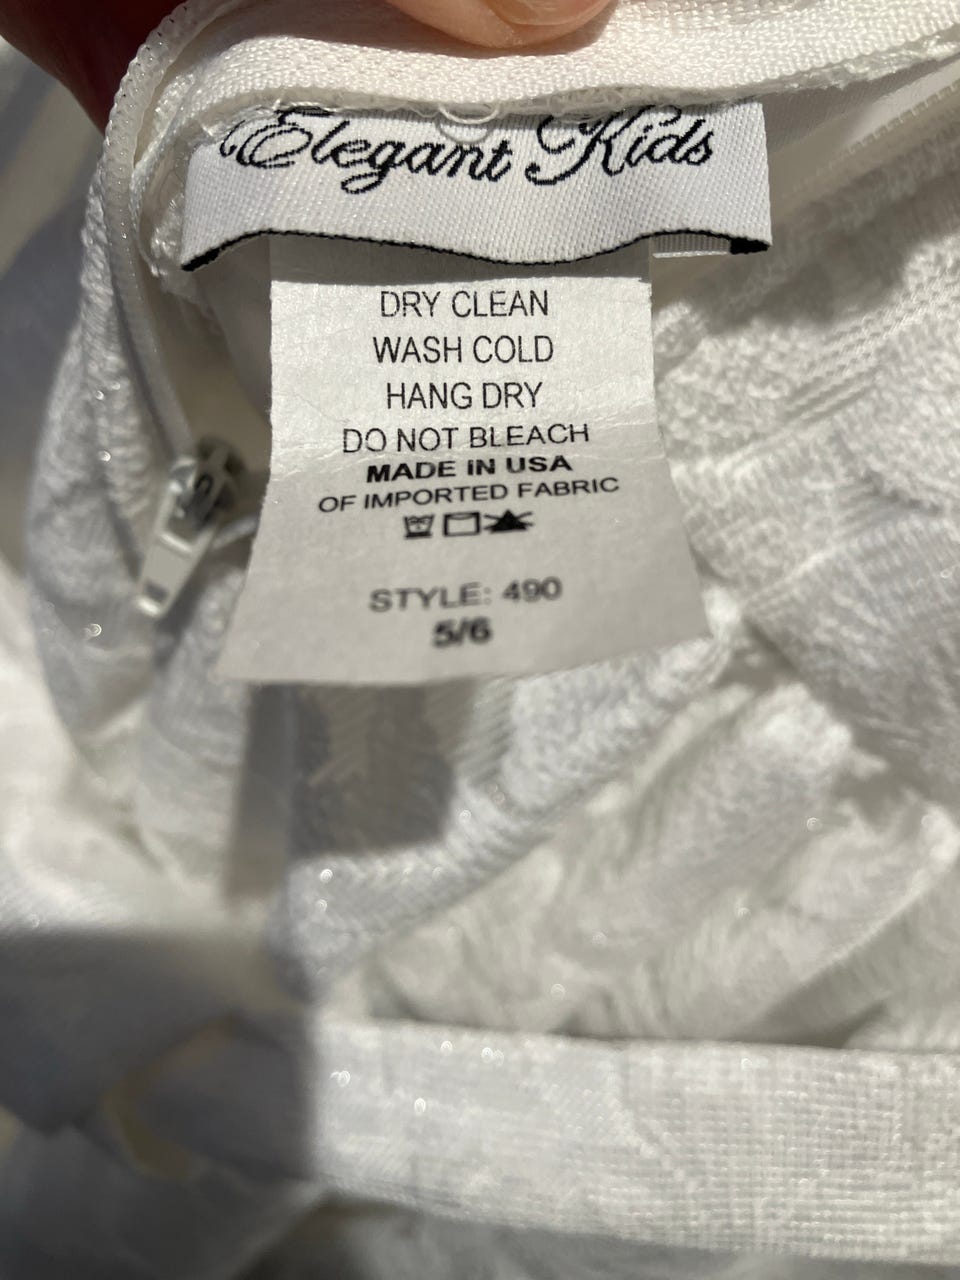 Elegant Kids
DRY CLEAN
WASH COLD
HANG DRY
DO NOT BLEACH
MADE IN USA
OF IMPORTED FABRIC
STYLE: 490
5/6